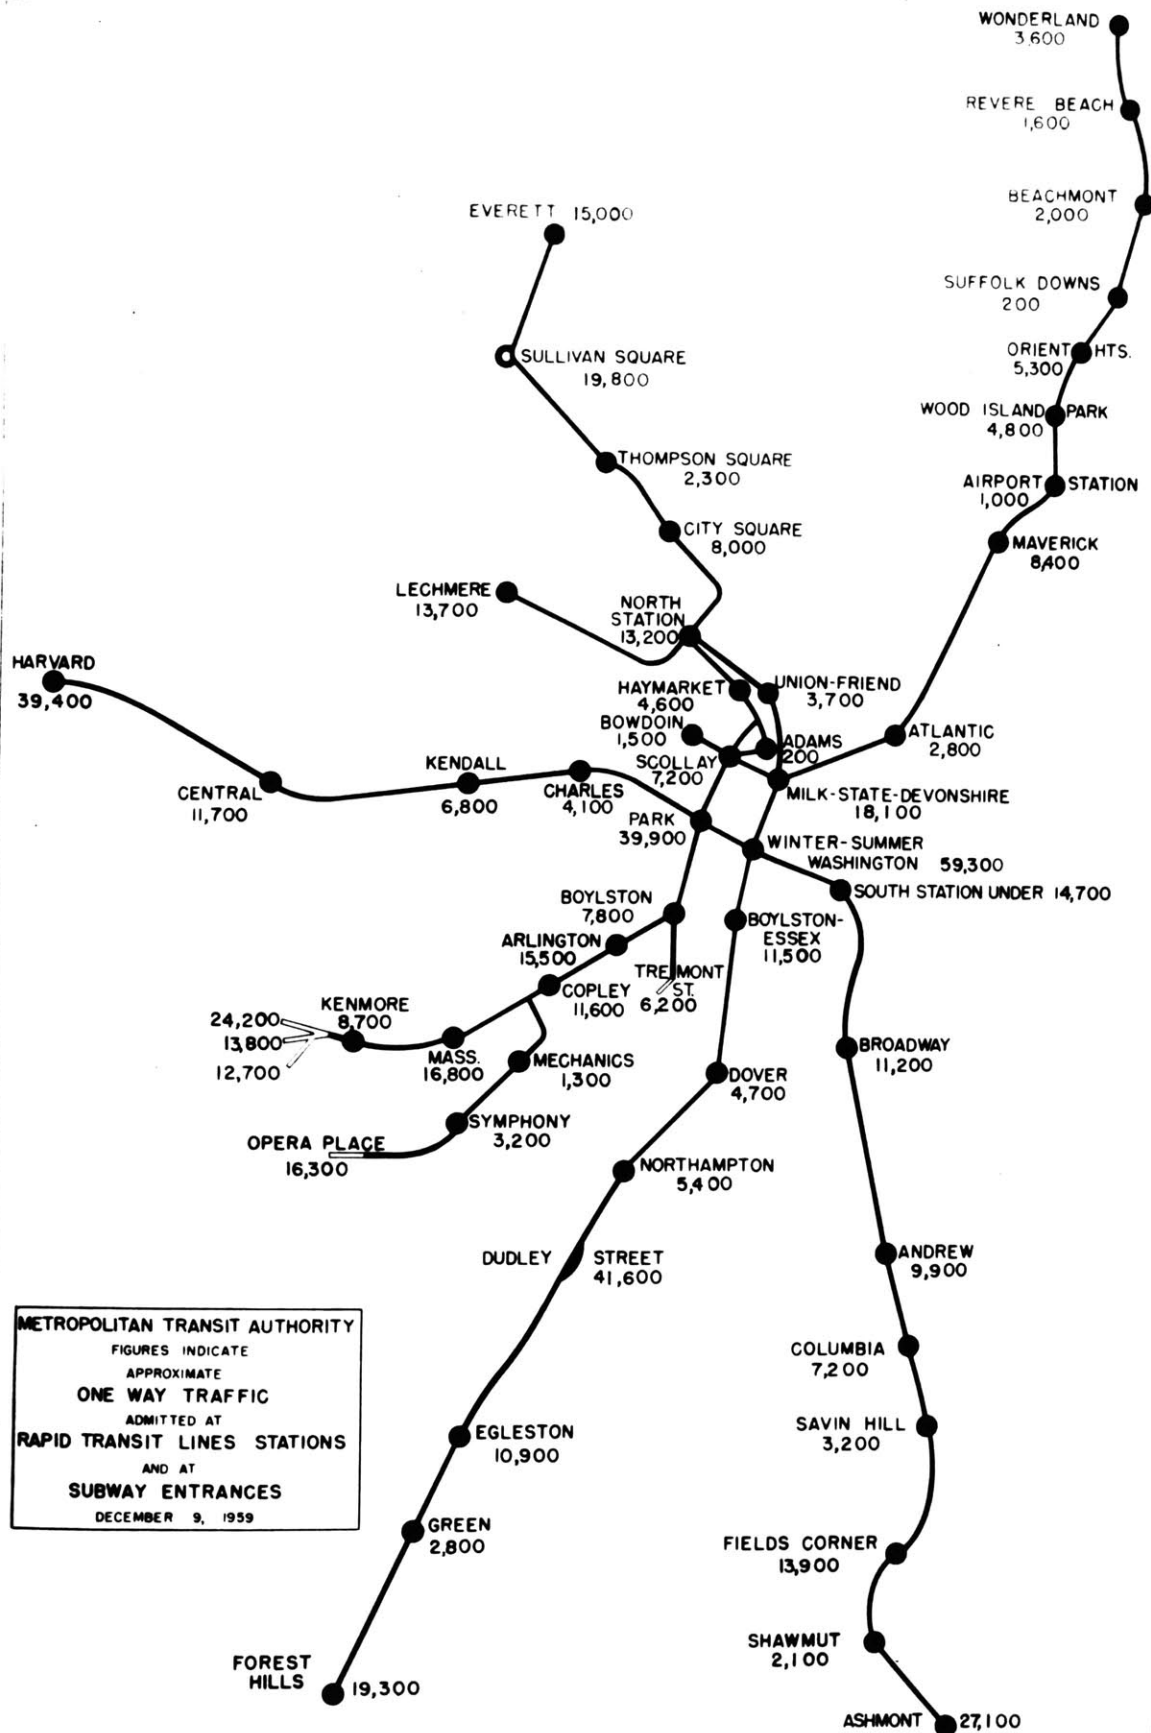 WONDERLAND
3,600
REVERE BEACH
1,600
BEACHMONT
2,000
EVERETT 15,000
SUFFOLK DOWNS
200
ORIENT HTS.
5,300
SULLIVAN SQUARE
19,800
WOOD ISLAND PARK
4,800
THOMPSON SQUARE
2,300
AIRPORT STATION
1,000
CITY SQUARE
8,000
MAVERICK
8,400
LECHMERE
13,700
NORTH
STATION
13,200
HARVARD
39,400
HAYMARKET
4,600
UNION-FRIEND
3,700
BOWDOIN
1,500
ADAMS
200
ATLANTIC
2,800
SCOLLAY
7,200
KENDALL
6,800
CHARLES
4,100
CENTRAL
11,700
MILK-STATE-DEVONSHIRE
18,100
PARK
39,900
WINTER-SUMMER
WASHINGTON 59,300
SOUTH STATION UNDER 14,700
BOYLSTON
7,800
BOYLSTON-
ESSEX
11,500
ARLINGTON
15,500
TREMONT
ST.
6,200
COPLEY
11,600
KENMORE
8,700
24,200
13,800
12,700
MASS.
16,800
MECHANICS
1,300
BROADWAY
11,200
DOVER
4,700
SYMPHONY
3,200
OPERA PLACE
16,300
NORTHAMPTON
5,400
DUDLEY STREET
41,600
ANDREW
9,900
METROPOLITAN TRANSIT AUTHORITY
FIGURES INDICATE
APPROXIMATE
ONE WAY TRAFFIC
ADMITTED AT
RAPID TRANSIT LINES STATIONS
AND AT
SUBWAY ENTRANCES
DECEMBER 9, 1959
COLUMBIA
7,200
SAVIN HILL
3,200
EGLESTON
10,900
GREEN
2,800
FIELDS CORNER
13,900
SHAWMUT
2,100
FOREST
HILLS 19,300
ASHMONT 27,100